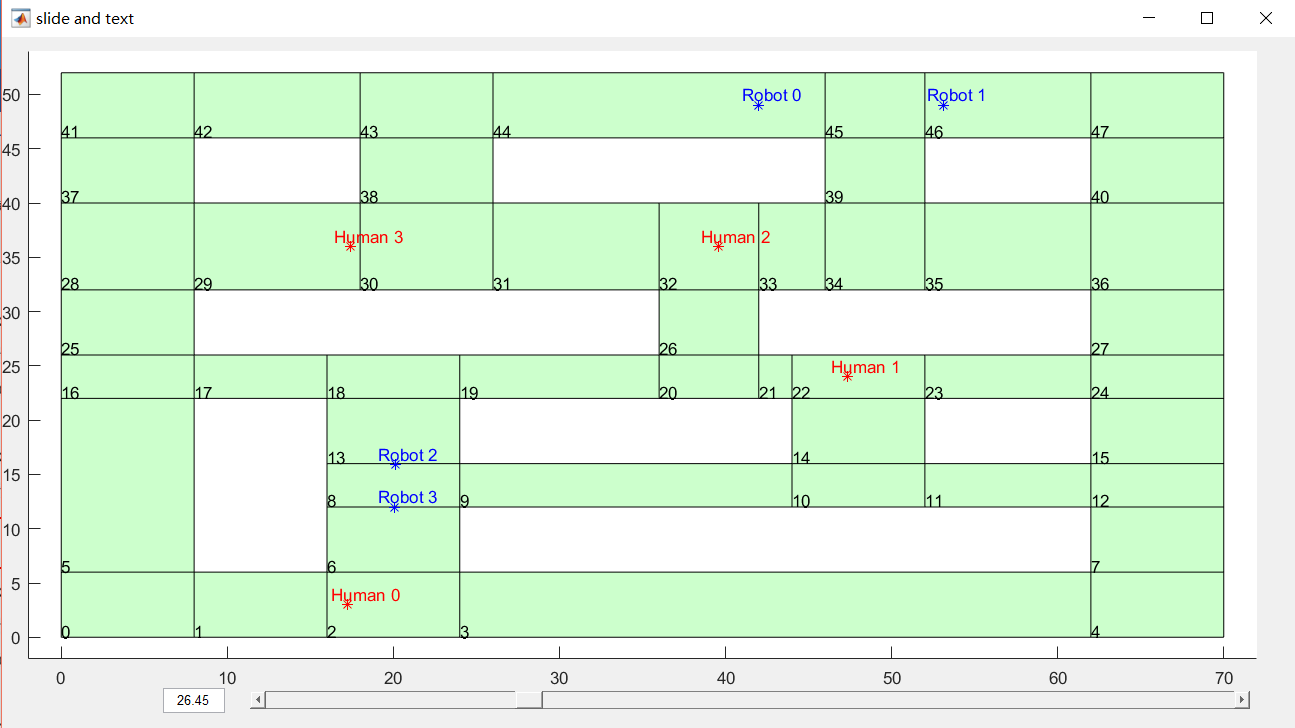 slide and text
50
Robot 0 Robot 1
41 42 43 44 45 46 47
45
40
37 38 39 40
Human 3 Human 2
35
28 29 30 31 32 33 34 35 36
30
25 26 27
25
Human 1
16 17 18 19 20 21 22 23 24
20
Robot 2
13 14 15
15
Robot 3
8 9 10 11 12
10
5 6 7
5
Human 0
0 1 2 3 4
0
0 10 20 30 40 50 60 70
26.45